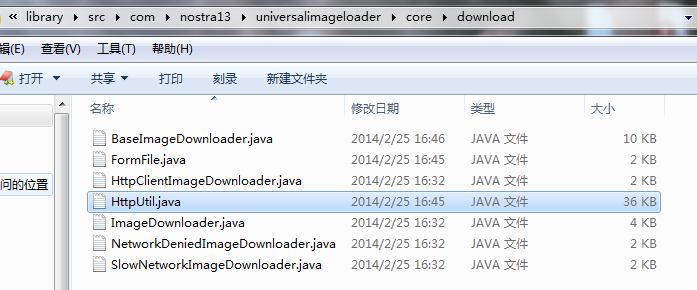 library ▸ src ▸ com ▸ nostra13 ▸ universalimageloader ▸ core ▸ download
(E) 查看(V) 工具(T) 帮助(H)
打开 共享 打印 刻录 新建文件夹
名称 修改日期 类型 大小
BaseImageDownloader.java 2014/2/25 16:46 JAVA 文件 10 KB
FormFile.java 2014/2/25 16:45 JAVA 文件 2 KB
HttpClientImageDownloader.java 2014/2/25 16:32 JAVA 文件 2 KB
问的位置
HttpUtil.java 2014/2/25 16:45 JAVA 文件 36 KB
ImageDownloader.java 2014/2/25 16:32 JAVA 文件 4 KB
NetworkDeniedImageDownloader.java 2014/2/25 16:32 JAVA 文件 2 KB
SlowNetworkImageDownloader.java 2014/2/25 16:32 JAVA 文件 2 KB